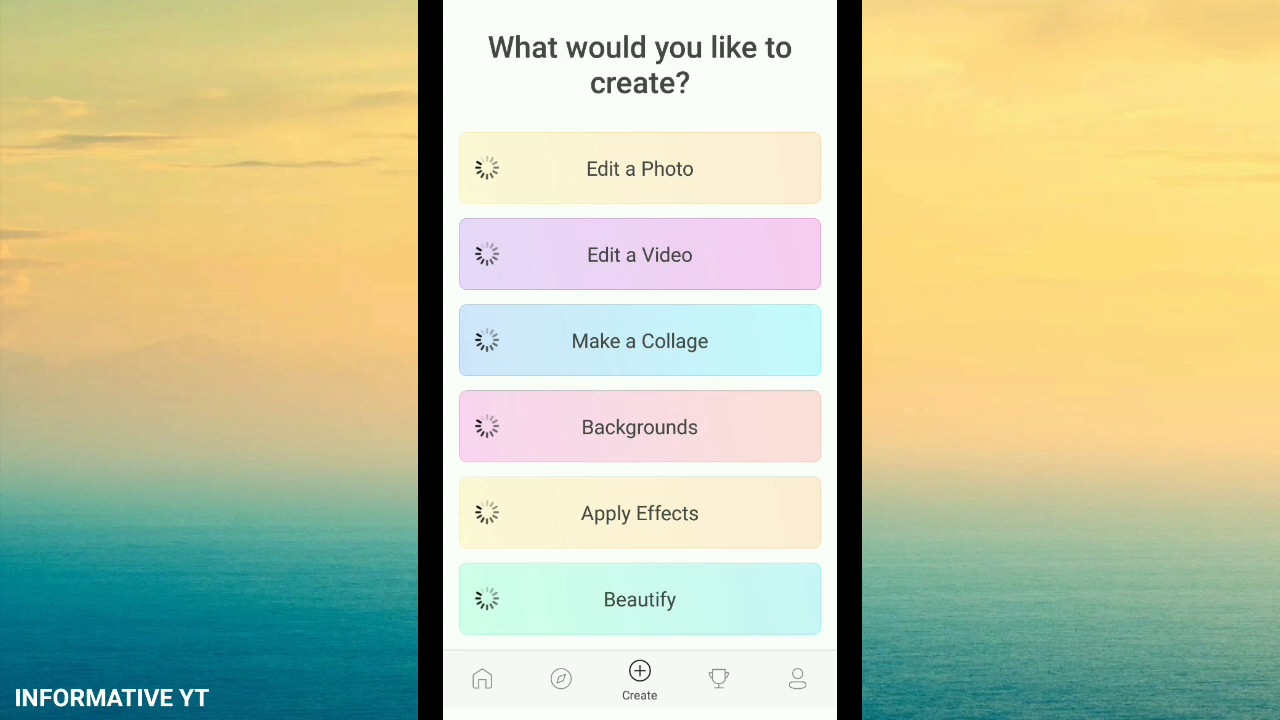 What would you like to
create?
Edit a Photo
Edit a Video
Make a Collage
Backgrounds
Apply Effects
Beautify
Create
INFORMATIVE YT